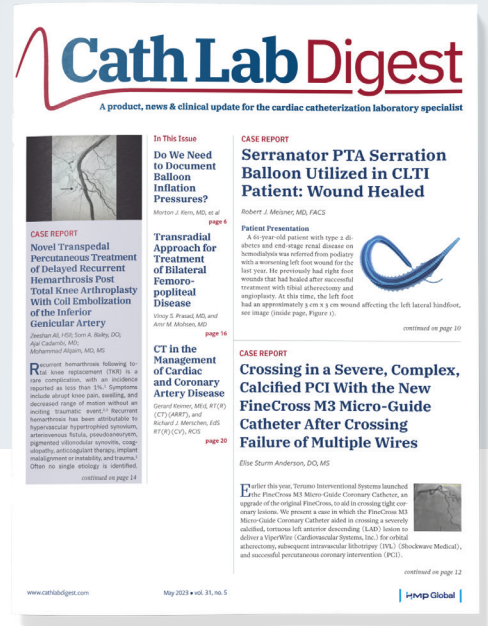 Cath Lab Digest
A product, news & clinical update for the cardiac catheterization laboratory specialist
CASE REPORT
Novel Transpedal
Percutaneous Treatment
of Delayed Recurrent
Hemarthrosis Post
Total Knee Arthroplasty
With Coil Embolization
of the Inferior
Genicular Artery
Zeeshan Ali, HSIII, Som A. Bailey, DO,
Ajai Cadambi, MD,
Mohammad Ahjaim, MD, MS
Recurrent hemarthrosis following to-
tal knee replacement (TKR) is a
rare complication, with an incidence
reported as less than 1%. Symptoms
include abrupt knee pain, swelling, and
decreased range of motion without an
inciting traumatic event. Recurrent
hemarthrosis has been attributed to
hypervascular hypertrophied synovium,
arteriovenous fistula, pseudoaneurysm,
pigmented villonodular synovitis, coag-
ulopathy, anticoagulant therapy, implant
malalignment or instability, and trauma.
Often no single etiology is identified.
continued on page 14
In This Issue
Do We Need
to Document
Balloon
Inflation
Pressures?
Morton J. Kern, MD, et al
page 6
Transradial
Approach for
Treatment
of Bilateral
Femoro-
popliteal
Disease
Vinay S. Prasad, MD, and
Amr M. Mohsen, MD
page 16
CT in the
Management
of Cardiac
and Coronary
Artery Disease
Gerard Keimer, MEd, RT(R)
(CT)(ARRT), and
Richard J. Merschen, EdS
RT(R)(CV), RCIS
page 20
CASE REPORT
Serranator PTA Serration
Balloon Utilized in CLTI
Patient: Wound Healed
Robert J. Meisner, MD, FACS
Patient Presentation
A 61-year-old patient with type 2 di-
abetes and end-stage renal disease on
hemodialysis was referred from podiatry
with a worsening left foot wound for the
last year. He previously had right foot
wounds that had healed after successful
treatment with tibial atherectomy and
angioplasty. At this time, the left foot
had an approximately 3 cm x 3 cm wound affecting the left lateral hindfoot,
see image (inside page, Figure 1).
continued on page 10
CASE REPORT
Crossing in a Severe, Complex,
Calcified PCI With the New
FineCross M3 Micro-Guide
Catheter After Crossing
Failure of Multiple Wires
Elise Sturm Anderson, DO, MS
Earlier this year, Terumo Interventional Systems launched
the FineCross M3 Micro-Guide Coronary Catheter, an
upgrade of the original FineCross, to aid in crossing tight cor-
onary lesions. We present a case in which the FineCross M3
Micro-Guide Coronary Catheter aided in crossing a severely
calcified, tortuous left anterior descending (LAD) lesion to
deliver a ViperWire (Cardiovascular Systems, Inc.) for orbital
atherectomy, subsequent intravascular lithotripsy (IVL) (Shockwave Medical),
and successful percutaneous coronary intervention (PCI).
continued on page 12
www.cathlabdigest.com
May 2023 • vol. 31, no. 5
HMP Global